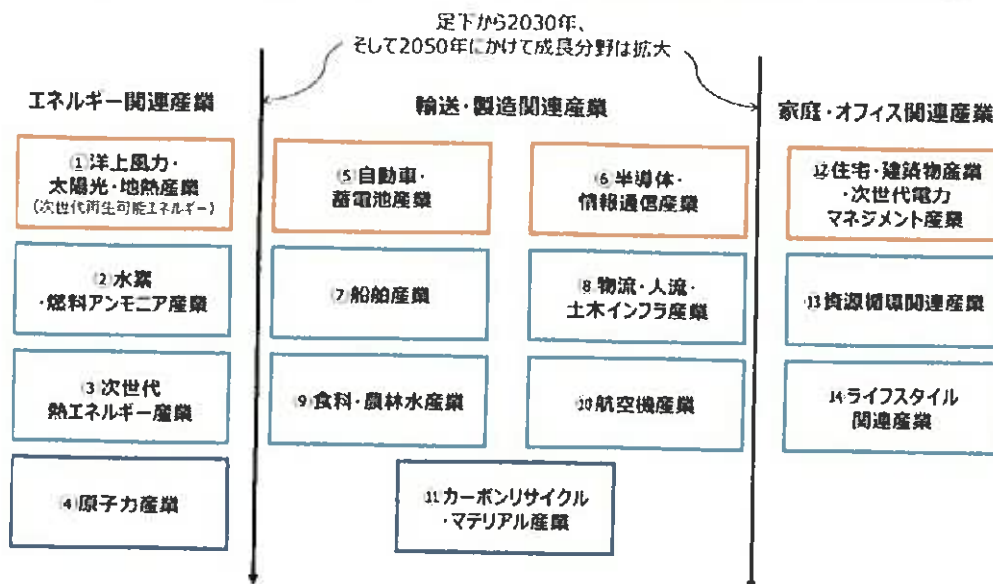 足下から2030年、
そして2050年にかけて成長分野は拡大
エネルギー関連産業
輸送・製造関連産業
家庭・オフィス関連産業
①洋上風力・
太陽光・地熱産業
(次世代再生可能エネルギー)
②水素
・燃料アンモニア産業
③次世代
熱エネルギー産業
④原子力産業
⑤自動車・
蓄電池産業
⑥半導体・
情報通信産業
⑦船舶産業
⑧物流・人流・
土木インフラ産業
⑨食料・農林水産業
⑩航空機産業
⑪カーボンリサイクル
・マテリアル産業
⑫住宅・建築物産業
・次世代電力
マネジメント産業
⑬資源循環関連産業
⑭ライフスタイル
関連産業